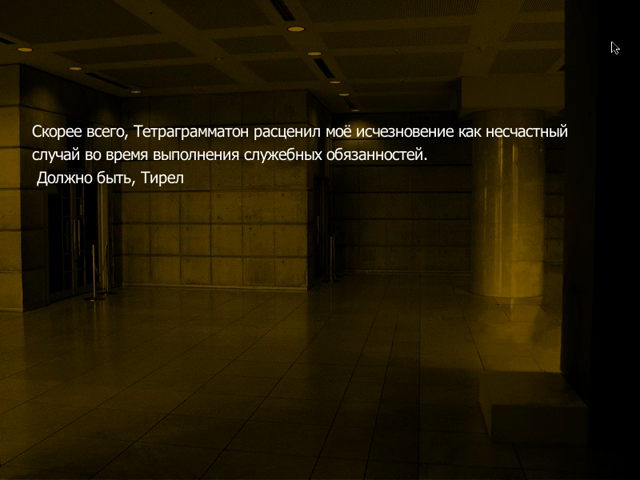 Скорее всего, Тетраграмматон расценил моё исчезновение как несчастный
случай во время выполнения служебных обязанностей.
Должно быть, Тирел